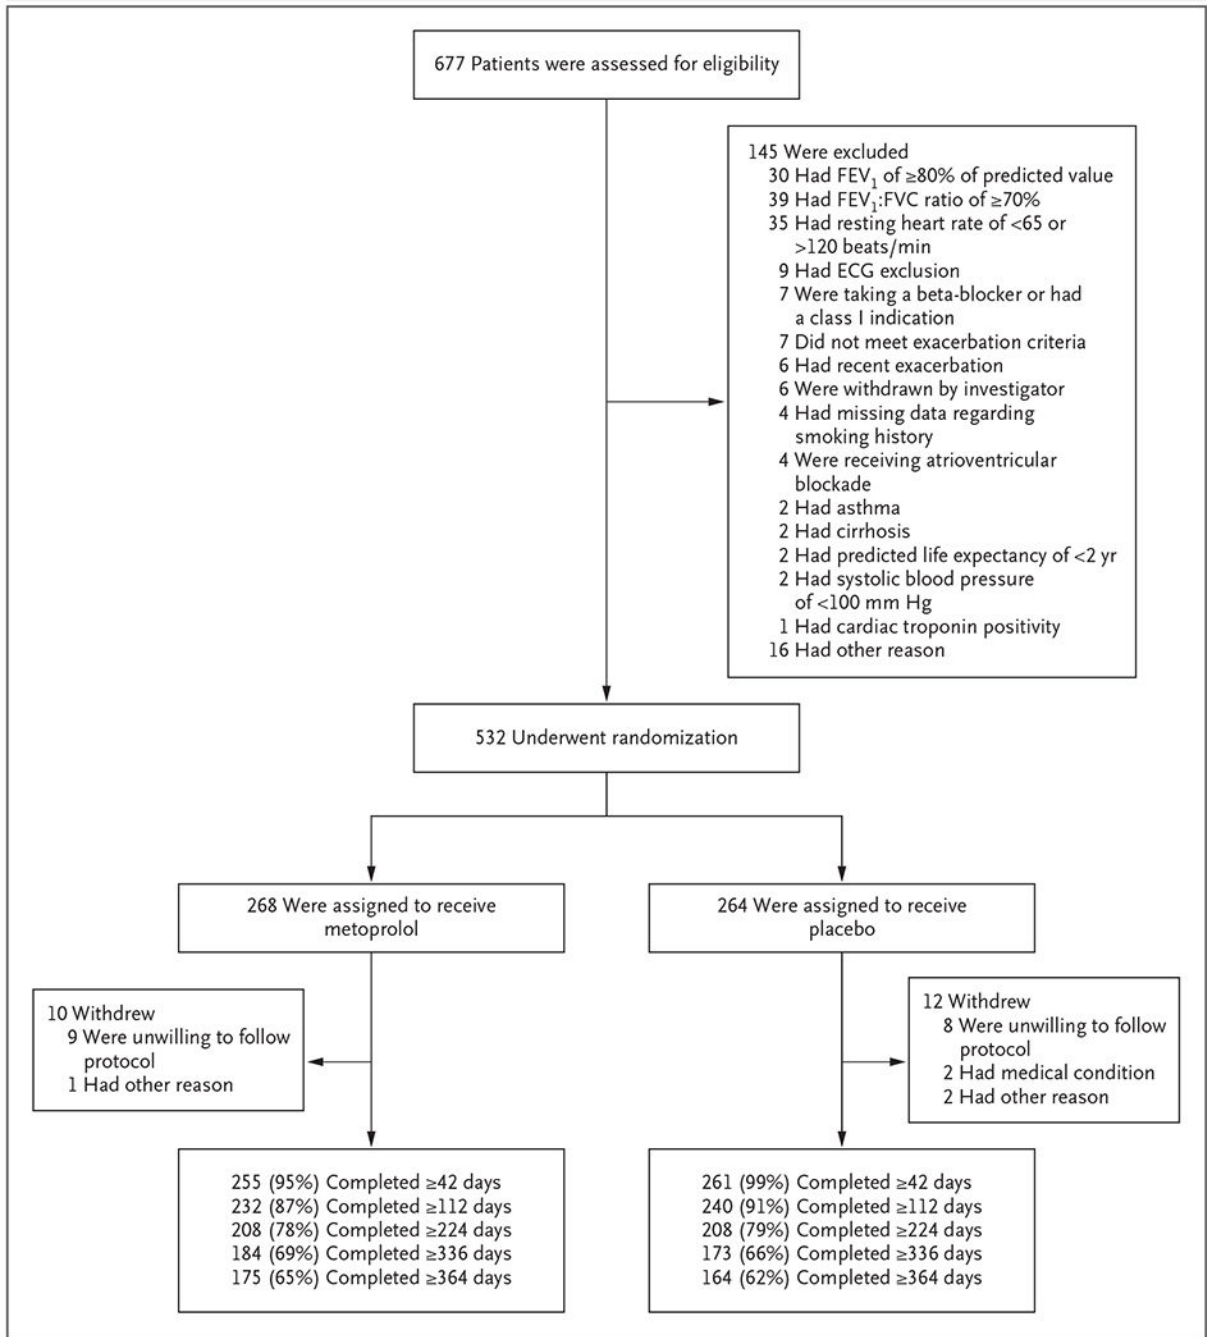 677 Patients were assessed for eligibility
145 Were excluded
30 Had FEV₁ of ≥80% of predicted value
39 Had FEV₁:FVC ratio of ≥70%
35 Had resting heart rate of <65 or
>120 beats/min
9 Had ECG exclusion
7 Were taking a beta-blocker or had
a class I indication
7 Did not meet exacerbation criteria
6 Had recent exacerbation
6 Were withdrawn by investigator
4 Had missing data regarding
smoking history
4 Were receiving atrioventricular
blockade
2 Had asthma
2 Had cirrhosis
2 Had predicted life expectancy of <2 yr
2 Had systolic blood pressure
of <100 mm Hg
1 Had cardiac troponin positivity
16 Had other reason
532 Underwent randomization
268 Were assigned to receive
metoprolol
264 Were assigned to receive
placebo
10 Withdrew
9 Were unwilling to follow
protocol
1 Had other reason
12 Withdrew
8 Were unwilling to follow
protocol
2 Had medical condition
2 Had other reason
255 (95%) Completed ≥42 days
232 (87%) Completed ≥112 days
208 (78%) Completed ≥224 days
184 (69%) Completed ≥336 days
175 (65%) Completed ≥364 days
261 (99%) Completed ≥42 days
240 (91%) Completed ≥112 days
208 (79%) Completed ≥224 days
173 (66%) Completed ≥336 days
164 (62%) Completed ≥364 days